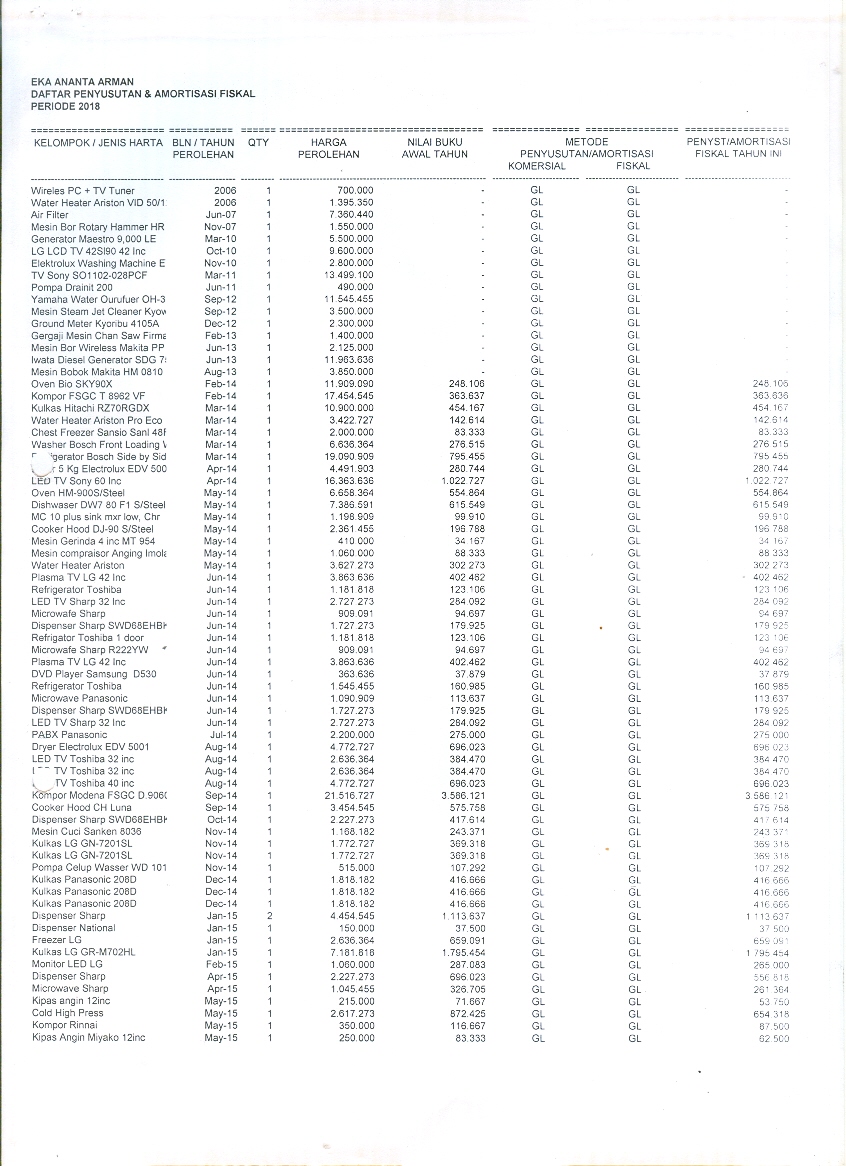 EKA ANANTA ARMAN
DAFTAR PENYUSUTAN & AMORTISASI FISKAL
PERIODE 2018
KELOMPOK / JENIS HARTA BLN / TAHUN QTY HARGA NILAI BUKU METODE PENYST/AMORTISASI
PEROLEHAN PEROLEHAN AWAL TAHUN PENYUSUTAN/AMORTISASI FISKAL TAHUN INI
KOMERSIAL FISKAL
Wireles PC + TV Tuner 2006 1 700.000 - GL GL -
Water Heater Ariston VID 50/1: 2006 1 1.395.350 - GL GL -
Air Filter Jun-07 1 7.360.440 - GL GL -
Mesin Bor Rotary Hammer HR Nov-07 1 1.550.000 - GL GL -
Generator Maestro 9,000 LE Mar-10 1 5.500.000 - GL GL -
LG LCD TV 42SI90 42 Inc Oct-10 1 9.600.000 - GL GL -
Elektrolux Washing Machine E Nov-10 1 2.800.000 - GL GL -
TV Sony SO1102-028PCF Mar-11 1 13.499.100 - GL GL -
Pompa Drainit 200 Jun-11 1 490.000 - GL GL -
Yamaha Water Ourufuer OH-3 Sep-12 1 11.545.455 - GL GL -
Mesin Steam Jet Cleaner Kyow Sep-12 1 3.500.000 - GL GL -
Ground Meter Kyoribu 4105A Dec-12 1 2.300.000 - GL GL -
Gergaji Mesin Chan Saw Firma Feb-13 1 1.400.000 - GL GL -
Mesin Bor Wireless Makita PP Jun-13 1 2.125.000 - GL GL -
Iwata Diesel Generator SDG 7: Jun-13 1 11.963.636 - GL GL -
Mesin Bobok Makita HM 0810 Aug-13 1 3.850.000 - GL GL -
Oven Bio SKY90X Feb-14 1 11.909.090 248.106 GL GL 248.106
Kompor FSGC T 8962 VF Feb-14 1 17.454.545 363.637 GL GL 363.636
Kulkas Hitachi RZ70RGDX Mar-14 1 10.900.000 454.167 GL GL 454.167
Water Heater Ariston Pro Eco Mar-14 1 3.422.727 142.614 GL GL 142.614
Chest Freezer Sansio Sanl 48F Mar-14 1 2.000.000 83.333 GL GL 83.333
Washer Bosch Front Loading Mar-14 1 6.636.364 276.515 GL GL 276.515
igerator Bosch Side by Sid Mar-14 1 19.090.909 795.455 GL GL 795.455
r 5 Kg Electrolux EDV 500 Apr-14 1 4.491.903 280.744 GL GL 280.744
LED TV Sony 60 Inc Apr-14 1 16.363.636 1.022.727 GL GL 1.022.727
Oven HM-900S/Steel May-14 1 6.658.364 554.864 GL GL 554.864
Dishwaser DW7 80 F1 S/Steel May-14 1 7.386.591 615.549 GL GL 615.549
MC 10 plus sink mxr low, Chr May-14 1 1.198.909 99.910 GL GL 99.910
Cooker Hood DJ-90 S/Steel May-14 1 2.361.455 196.788 GL GL 196.788
Mesin Gerinda 4 inc MT 954 May-14 1 410.000 34.167 GL GL 34.167
Mesin compraisor Anging Imola May-14 1 1.060.000 88.333 GL GL 88.333
Water Heater Ariston May-14 1 3.627.273 302.273 GL GL 302.273
Plasma TV LG 42 Inc Jun-14 1 3.863.636 402.462 GL GL 402.462
Refrigerator Toshiba Jun-14 1 1.181.818 123.106 GL GL 123.106
LED TV Sharp 32 Inc Jun-14 1 2.727.273 284.092 GL GL 284.092
Microwafe Sharp Jun-14 1 909.091 94.697 GL GL 94.697
Dispenser Sharp SWD68EHBK Jun-14 1 1.727.273 179.925 GL GL 179.925
Refrigator Toshiba 1 door Jun-14 1 1.181.818 123.106 GL GL 123.106
Microwafe Sharp R222YW Jun-14 1 909.091 94.697 GL GL 94.697
Plasma TV LG 42 Inc Jun-14 1 3.863.636 402.462 GL GL 402.462
DVD Player Samsung D530 Jun-14 1 363.636 37.879 GL GL 37.879
Refrigerator Toshiba Jun-14 1 1.545.455 160.985 GL GL 160.985
Microwave Panasonic Jun-14 1 1.090.909 113.637 GL GL 113.637
Dispenser Sharp SWD68EHBK Jun-14 1 1.727.273 179.925 GL GL 179.925
LED TV Sharp 32 Inc Jun-14 1 2.727.273 284.092 GL GL 284.092
PABX Panasonic Jul-14 1 2.200.000 275.000 GL GL 275.000
Dryer Electrolux EDV 5001 Aug-14 1 4.772.727 696.023 GL GL 696.023
LED TV Toshiba 32 inc Aug-14 1 2.636.364 384.470 GL GL 384.470
TV Toshiba 32 inc Aug-14 1 2.636.364 384.470 GL GL 384.470
TV Toshiba 40 inc Aug-14 1 4.772.727 696.023 GL GL 696.023
Kompor Modena FSGC D.906( Sep-14 1 21.516.727 3.586.121 GL GL 3.586.121
Cooker Hood CH Luna Sep-14 1 3.454.545 575.758 GL GL 575.758
Dispenser Sharp SWD68EHBK Oct-14 1 2.227.273 417.614 GL GL 417.614
Mesin Cuci Sanken 8036 Nov-14 1 1.168.182 243.371 GL GL 243.371
Kulkas LG GN-7201SL Nov-14 1 1.772.727 369.318 GL GL 369.318
Kulkas LG GN-7201SL Nov-14 1 1.772.727 369.318 GL GL 369.318
Pompa Celup Wasser WD 101 Nov-14 1 515.000 107.292 GL GL 107.292
Kulkas Panasonic 208D Dec-14 1 1.818.182 416.666 GL GL 416.666
Kulkas Panasonic 208D Dec-14 1 1.818.182 416.666 GL GL 416.666
Kulkas Panasonic 208D Dec-14 1 1.818.182 416.666 GL GL 416.666
Dispenser Sharp Jan-15 2 4.454.545 1.113.637 GL GL 1.113.637
Dispenser National Jan-15 1 150.000 37.500 GL GL 37.500
Freezer LG Jan-15 1 2.636.364 659.091 GL GL 659.091
Kulkas LG GR-M702HL Jan-15 1 7.181.818 1.795.454 GL GL 1.795.454
Monitor LED LG Feb-15 1 1.060.000 287.083 GL GL 265.000
Dispenser Sharp Apr-15 1 2.227.273 696.023 GL GL 556.818
Microwave Sharp Apr-15 1 1.045.455 326.705 GL GL 261.364
Kipas angin 12inc May-15 1 215.000 71.667 GL GL 53.750
Cold High Press May-15 1 2.617.273 872.425 GL GL 654.318
Kompor Rinnai May-15 1 350.000 116.667 GL GL 87.500
Kipas Angin Miyako 12inc May-15 1 250.000 83.333 GL GL 62.500